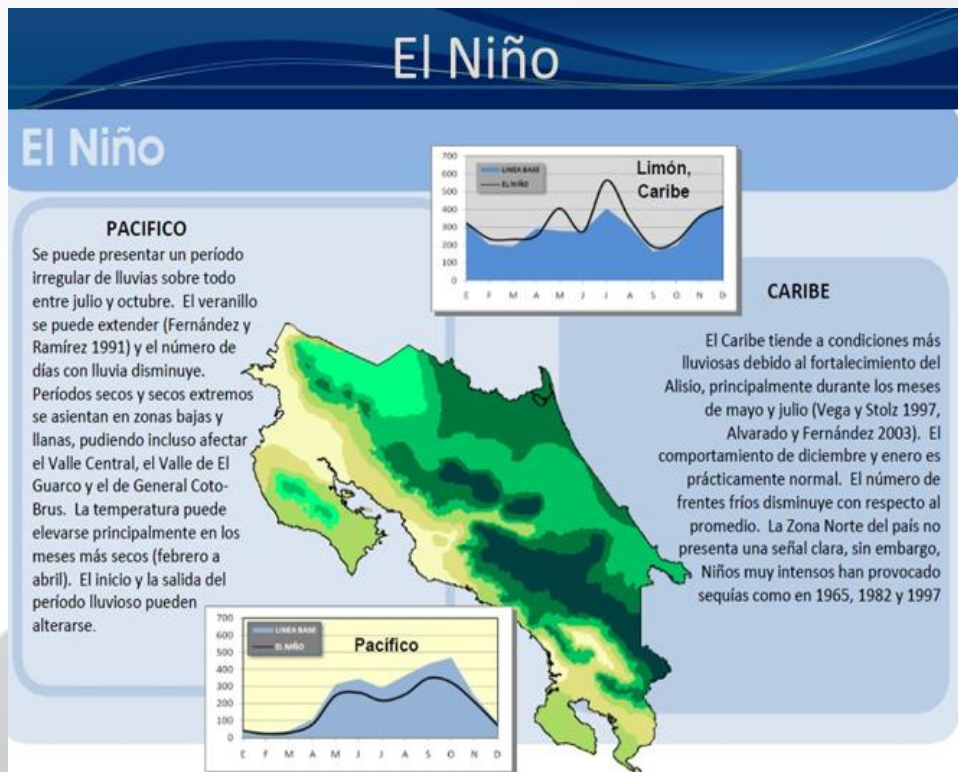 El Niño
El Niño
PACIFICO
Se puede presentar un período
irregular de lluvias sobre todo
entre julio y octubre. El veranillo
se puede extender (Fernández y
Ramírez 1991) y el número de
días con lluvia disminuye.
Períodos secos y secos extremos
se asientan en zonas bajas y
llanas, pudiendo incluso afectar
el Valle Central, el Valle de El
Guarco y el de General Coto-
Brus. La temperatura puede
elevarse principalmente en los
meses más secos (febrero a
abril). El inicio y la salida del
período lluvioso pueden
alterarse.
Limón,
Caribe
LINEA BASE
EL NIÑO
700
600
500
400
300
200
100
0
E F M A M J J A S O N D
CARIBE
El Caribe tiende a condiciones más
lluviosas debido al fortalecimiento del
Alisio, principalmente durante los meses
de mayo y julio (Vega y Stolz 1997,
Alvarado y Fernández 2003). El
comportamiento de diciembre y enero es
prácticamente normal. El número de
frentes fríos disminuye con respecto al
promedio. La Zona Norte del país no
presenta una señal clara, sin embargo,
Niños muy intensos han provocado
sequías como en 1965, 1982 y 1997
Pacífico
LINEA BASE
EL NIÑO
700
600
500
400
300
200
100
0
E F M A M J J A S O N D